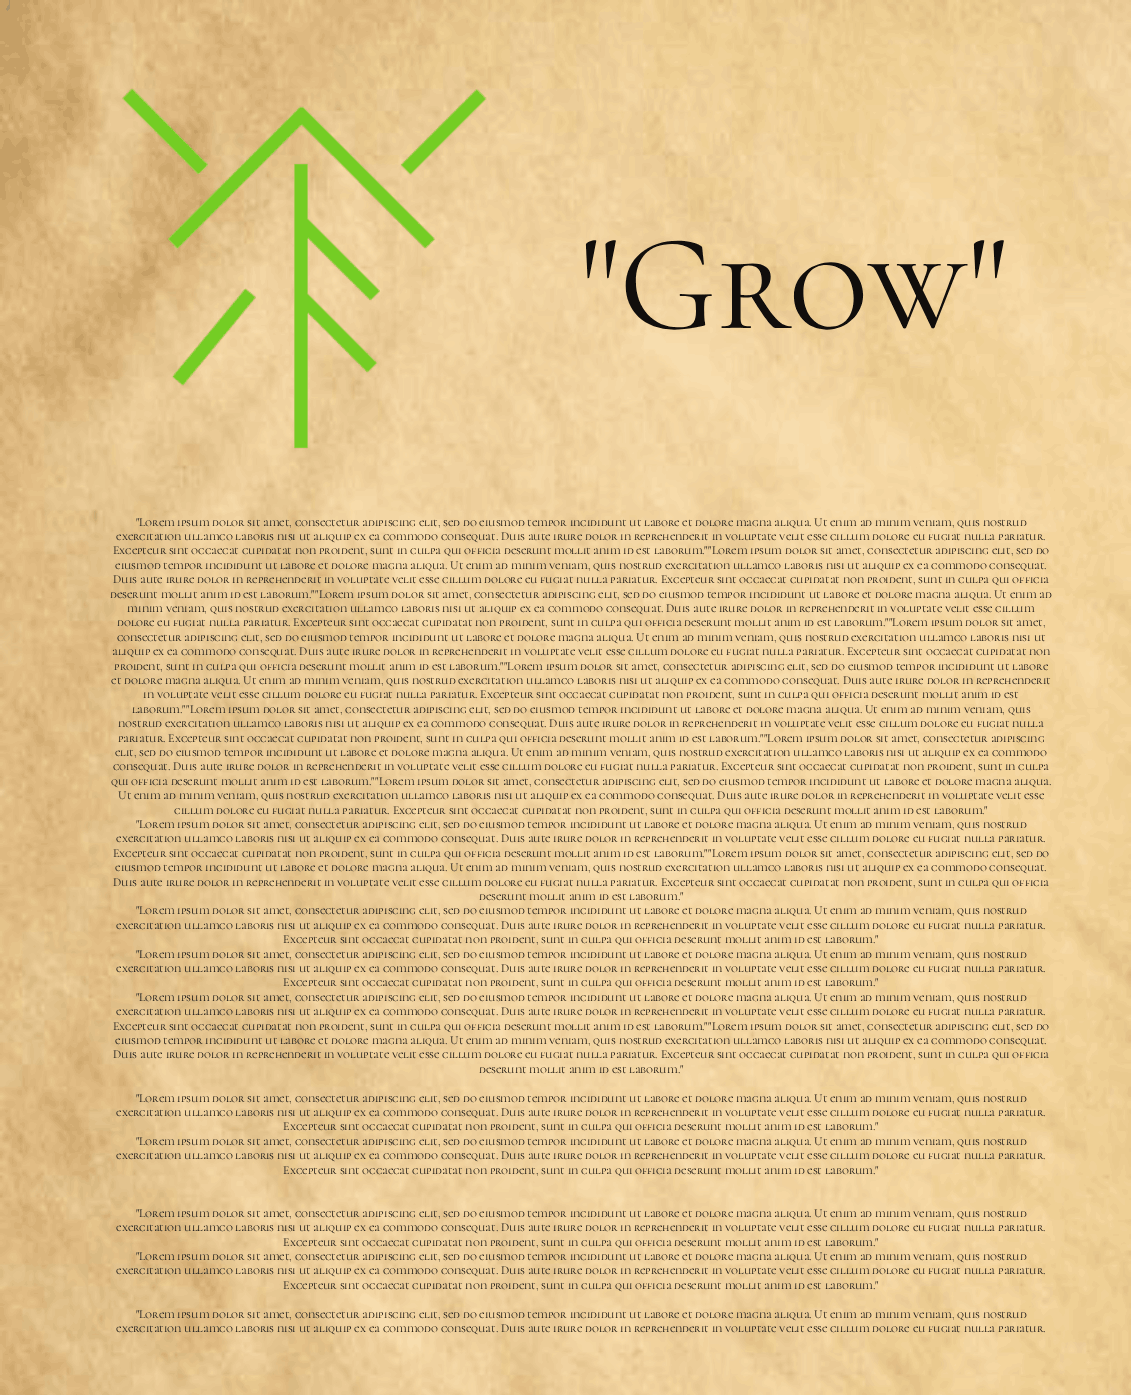 "Grow"
"Lorem ipsum dolor sit amet, consectetur adipiscing elit, sed do eiusmod tempor incididunt ut labore et dolore magna aliqua. Ut enim ad minim veniam, quis nostrud
exercitation ullamco laboris nisi ut aliquip ex ea commodo consequat. Duis aute irure dolor in reprehenderit in voluptate velit esse cillum dolore eu fugiat nulla pariatur.
Excepteur sint occaecat cupidatat non proident, sunt in culpa qui officia deserunt mollit anim id est laborum.""Lorem ipsum dolor sit amet, consectetur adipiscing elit, sed do
eiusmod tempor incididunt ut labore et dolore magna aliqua. Ut enim ad minim veniam, quis nostrud exercitation ullamco laboris nisi ut aliquip ex ea commodo consequat.
Duis aute irure dolor in reprehenderit in voluptate velit esse cillum dolore eu fugiat nulla pariatur. Excepteur sint occaecat cupidatat non proident, sunt in culpa qui officia
deserunt mollit anim id est laborum.""Lorem ipsum dolor sit amet, consectetur adipiscing elit, sed do eiusmod tempor incididunt ut labore et dolore magna aliqua. Ut enim ad
minim veniam, quis nostrud exercitation ullamco laboris nisi ut aliquip ex ea commodo consequat. Duis aute irure dolor in reprehenderit in voluptate velit esse cillum
dolore eu fugiat nulla pariatur. Excepteur sint occaecat cupidatat non proident, sunt in culpa qui officia deserunt mollit anim id est laborum.""Lorem ipsum dolor sit amet,
consectetur adipiscing elit, sed do eiusmod tempor incididunt ut labore et dolore magna aliqua. Ut enim ad minim veniam, quis nostrud exercitation ullamco laboris nisi ut
aliquip ex ea commodo consequat. Duis aute irure dolor in reprehenderit in voluptate velit esse cillum dolore eu fugiat nulla pariatur. Excepteur sint occaecat cupidatat non
proident, sunt in culpa qui officia deserunt mollit anim id est laborum.""Lorem ipsum dolor sit amet, consectetur adipiscing elit, sed do eiusmod tempor incididunt ut labore
et dolore magna aliqua. Ut enim ad minim veniam, quis nostrud exercitation ullamco laboris nisi ut aliquip ex ea commodo consequat. Duis aute irure dolor in reprehenderit
in voluptate velit esse cillum dolore eu fugiat nulla pariatur. Excepteur sint occaecat cupidatat non proident, sunt in culpa qui officia deserunt mollit anim id est
laborum.""Lorem ipsum dolor sit amet, consectetur adipiscing elit, sed do eiusmod tempor incididunt ut labore et dolore magna aliqua. Ut enim ad minim veniam, quis
nostrud exercitation ullamco laboris nisi ut aliquip ex ea commodo consequat. Duis aute irure dolor in reprehenderit in voluptate velit esse cillum dolore eu fugiat nulla
pariatur. Excepteur sint occaecat cupidatat non proident, sunt in culpa qui officia deserunt mollit anim id est laborum.""Lorem ipsum dolor sit amet, consectetur adipiscing
elit, sed do eiusmod tempor incididunt ut labore et dolore magna aliqua. Ut enim ad minim veniam, quis nostrud exercitation ullamco laboris nisi ut aliquip ex ea commodo
consequat. Duis aute irure dolor in reprehenderit in voluptate velit esse cillum dolore eu fugiat nulla pariatur. Excepteur sint occaecat cupidatat non proident, sunt in culpa
qui officia deserunt mollit anim id est laborum.""Lorem ipsum dolor sit amet, consectetur adipiscing elit, sed do eiusmod tempor incididunt ut labore et dolore magna aliqua.
Ut enim ad minim veniam, quis nostrud exercitation ullamco laboris nisi ut aliquip ex ea commodo consequat. Duis aute irure dolor in reprehenderit in voluptate velit esse
cillum dolore eu fugiat nulla pariatur. Excepteur sint occaecat cupidatat non proident, sunt in culpa qui officia deserunt mollit anim id est laborum."
"Lorem ipsum dolor sit amet, consectetur adipiscing elit, sed do eiusmod tempor incididunt ut labore et dolore magna aliqua. Ut enim ad minim veniam, quis nostrud
exercitation ullamco laboris nisi ut aliquip ex ea commodo consequat. Duis aute irure dolor in reprehenderit in voluptate velit esse cillum dolore eu fugiat nulla pariatur.
Excepteur sint occaecat cupidatat non proident, sunt in culpa qui officia deserunt mollit anim id est laborum.""Lorem ipsum dolor sit amet, consectetur adipiscing elit, sed do
eiusmod tempor incididunt ut labore et dolore magna aliqua. Ut enim ad minim veniam, quis nostrud exercitation ullamco laboris nisi ut aliquip ex ea commodo consequat.
Duis aute irure dolor in reprehenderit in voluptate velit esse cillum dolore eu fugiat nulla pariatur. Excepteur sint occaecat cupidatat non proident, sunt in culpa qui officia
deserunt mollit anim id est laborum."
"Lorem ipsum dolor sit amet, consectetur adipiscing elit, sed do eiusmod tempor incididunt ut labore et dolore magna aliqua. Ut enim ad minim veniam, quis nostrud
exercitation ullamco laboris nisi ut aliquip ex ea commodo consequat. Duis aute irure dolor in reprehenderit in voluptate velit esse cillum dolore eu fugiat nulla pariatur.
Excepteur sint occaecat cupidatat non proident, sunt in culpa qui officia deserunt mollit anim id est laborum."
"Lorem ipsum dolor sit amet, consectetur adipiscing elit, sed do eiusmod tempor incididunt ut labore et dolore magna aliqua. Ut enim ad minim veniam, quis nostrud
exercitation ullamco laboris nisi ut aliquip ex ea commodo consequat. Duis aute irure dolor in reprehenderit in voluptate velit esse cillum dolore eu fugiat nulla pariatur.
Excepteur sint occaecat cupidatat non proident, sunt in culpa qui officia deserunt mollit anim id est laborum."
"Lorem ipsum dolor sit amet, consectetur adipiscing elit, sed do eiusmod tempor incididunt ut labore et dolore magna aliqua. Ut enim ad minim veniam, quis nostrud
exercitation ullamco laboris nisi ut aliquip ex ea commodo consequat. Duis aute irure dolor in reprehenderit in voluptate velit esse cillum dolore eu fugiat nulla pariatur.
Excepteur sint occaecat cupidatat non proident, sunt in culpa qui officia deserunt mollit anim id est laborum.""Lorem ipsum dolor sit amet, consectetur adipiscing elit, sed do
eiusmod tempor incididunt ut labore et dolore magna aliqua. Ut enim ad minim veniam, quis nostrud exercitation ullamco laboris nisi ut aliquip ex ea commodo consequat.
Duis aute irure dolor in reprehenderit in voluptate velit esse cillum dolore eu fugiat nulla pariatur. Excepteur sint occaecat cupidatat non proident, sunt in culpa qui officia
deserunt mollit anim id est laborum."
"Lorem ipsum dolor sit amet, consectetur adipiscing elit, sed do eiusmod tempor incididunt ut labore et dolore magna aliqua. Ut enim ad minim veniam, quis nostrud
exercitation ullamco laboris nisi ut aliquip ex ea commodo consequat. Duis aute irure dolor in reprehenderit in voluptate velit esse cillum dolore eu fugiat nulla pariatur.
Excepteur sint occaecat cupidatat non proident, sunt in culpa qui officia deserunt mollit anim id est laborum."
"Lorem ipsum dolor sit amet, consectetur adipiscing elit, sed do eiusmod tempor incididunt ut labore et dolore magna aliqua. Ut enim ad minim veniam, quis nostrud
exercitation ullamco laboris nisi ut aliquip ex ea commodo consequat. Duis aute irure dolor in reprehenderit in voluptate velit esse cillum dolore eu fugiat nulla pariatur.
Excepteur sint occaecat cupidatat non proident, sunt in culpa qui officia deserunt mollit anim id est laborum."
"Lorem ipsum dolor sit amet, consectetur adipiscing elit, sed do eiusmod tempor incididunt ut labore et dolore magna aliqua. Ut enim ad minim veniam, quis nostrud
exercitation ullamco laboris nisi ut aliquip ex ea commodo consequat. Duis aute irure dolor in reprehenderit in voluptate velit esse cillum dolore eu fugiat nulla pariatur.
Excepteur sint occaecat cupidatat non proident, sunt in culpa qui officia deserunt mollit anim id est laborum."
"Lorem ipsum dolor sit amet, consectetur adipiscing elit, sed do eiusmod tempor incididunt ut labore et dolore magna aliqua. Ut enim ad minim veniam, quis nostrud
exercitation ullamco laboris nisi ut aliquip ex ea commodo consequat. Duis aute irure dolor in reprehenderit in voluptate velit esse cillum dolore eu fugiat nulla pariatur.
Excepteur sint occaecat cupidatat non proident, sunt in culpa qui officia deserunt mollit anim id est laborum."
"Lorem ipsum dolor sit amet, consectetur adipiscing elit, sed do eiusmod tempor incididunt ut labore et dolore magna aliqua. Ut enim ad minim veniam, quis nostrud
exercitation ullamco laboris nisi ut aliquip ex ea commodo consequat. Duis aute irure dolor in reprehenderit in voluptate velit esse cillum dolore eu fugiat nulla pariatur.